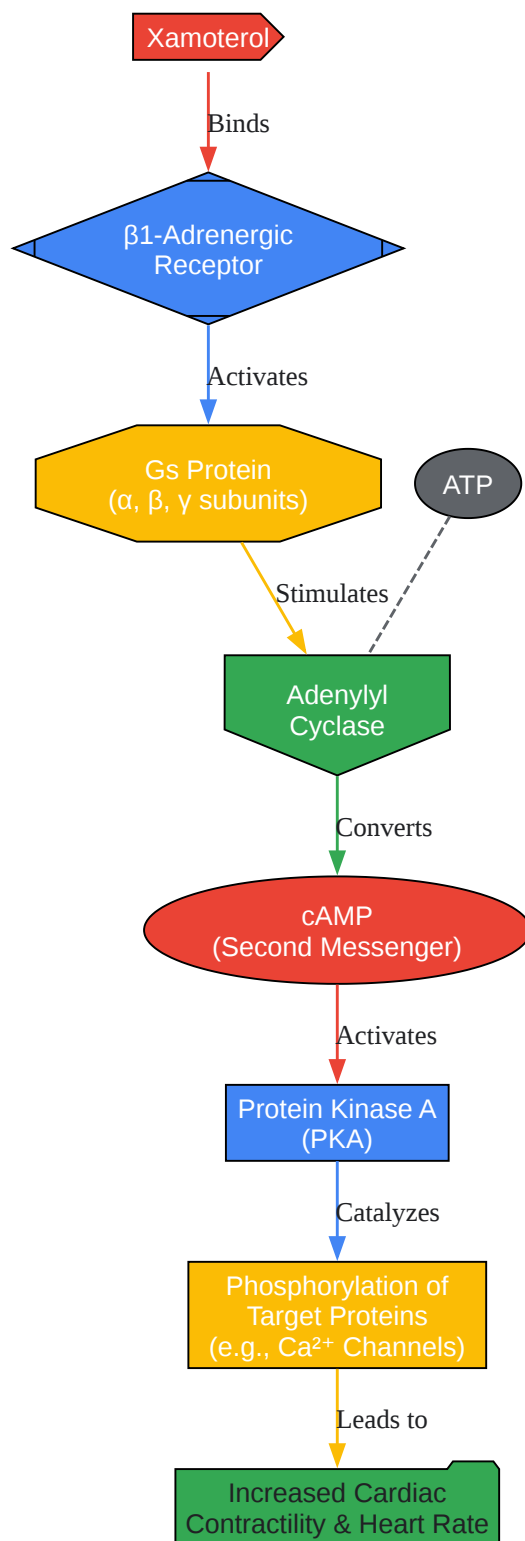 Xamoterol
Binds
β1-Adrenergic
Receptor
Activates
Gs Protein
(α, β, γ subunits)
ATP
Stimulates
Adenylyl
Cyclase
Converts
cAMP
(Second Messenger)
Activates
Protein Kinase A
(PKA)
Catalyzes
Phosphorylation of
Target Proteins
(e.g., Ca²⁺ Channels)
Leads to
Increased Cardiac
Contractility & Heart Rate